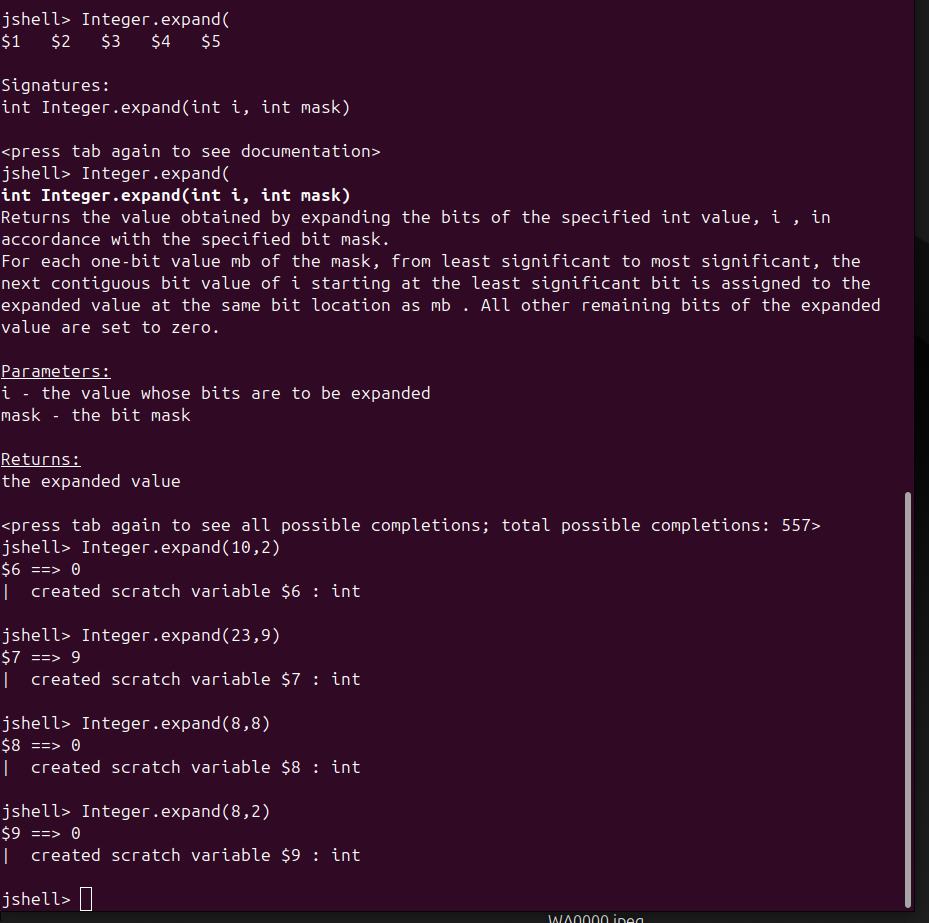 jshell> Integer.expand(
$1   $2   $3   $4   $5
Signatures:
int Integer.expand(int i, int mask)
<press tab again to see documentation>
jshell> Integer.expand(
int Integer.expand(int i, int mask)
Returns the value obtained by expanding the bits of the specified int value, i , in
accordance with the specified bit mask.
For each one-bit value mb of the mask, from least significant to most significant, the
next contiguous bit value of i starting at the least significant bit is assigned to the
expanded value at the same bit location as mb . All other remaining bits of the expanded
value are set to zero.
Parameters:
i - the value whose bits are to be expanded
mask - the bit mask
Returns:
the expanded value
<press tab again to see all possible completions; total possible completions: 557>
jshell> Integer.expand(10,2)
$6 ==> 0
|  created scratch variable $6 : int
jshell> Integer.expand(23,9)
$7 ==> 9
|  created scratch variable $7 : int
jshell> Integer.expand(8,8)
$8 ==> 0
|  created scratch variable $8 : int
jshell> Integer.expand(8,2)
$9 ==> 0
|  created scratch variable $9 : int
jshell>
WA0000.jpeg